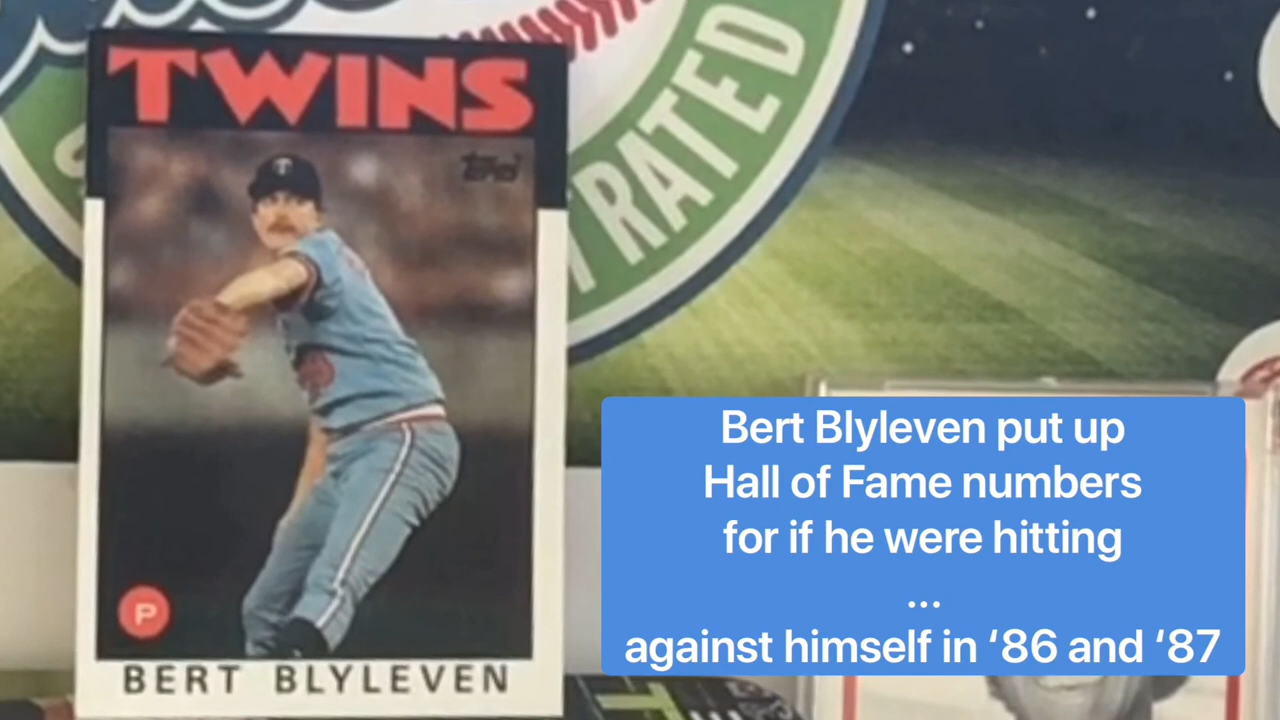 TWINS
Topps
P
BERT BLYLEVEN
RATED
Bert Blyleven put up
Hall of Fame numbers
for if he were hitting
...
against himself in ‘86 and ‘87